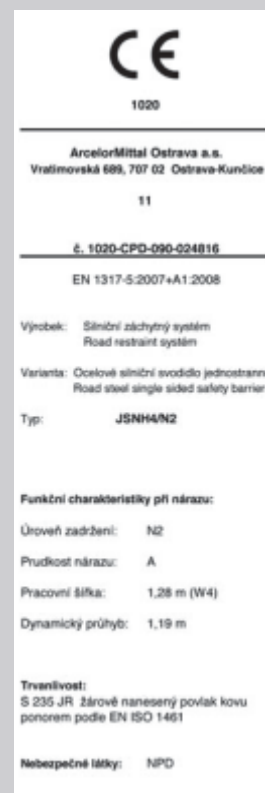 CE
1020
ArcelorMittal Ostrava a.s.
Vratimovská 689, 707 02 Ostrava-Kunčice
11
č. 1020-CPD-090-024816
EN 1317-5:2007+A1:2008
Výrobek: Silniční záchytný systém
Road restraint systém
Varianta: Ocelové silniční svodidlo jednostrann
Road steel single sided safety barrier
Typ: JSNH4/N2
Funkční charakteristiky při nárazu:
Úroveň zadržení: N2
Prudkost nárazu: A
Pracovní šířka: 1,28 m (W4)
Dynamický průhyb: 1,19 m
Trvanlivost:
S 235 JR žárově nanesený povlak kovu
ponorem podle EN ISO 1461
Nebezpečné látky: NPD